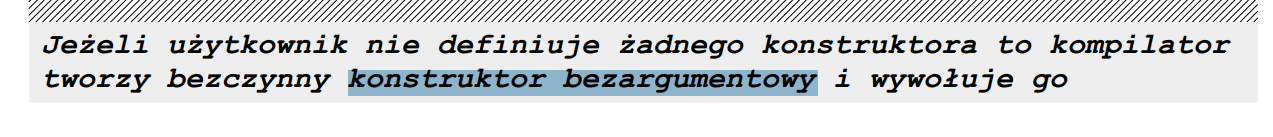 Jeżeli użytkownik nie definiuje żadnego konstruktora to kompilator
tworzy bezczynny konstruktor bezargumentowy i wywołuje go